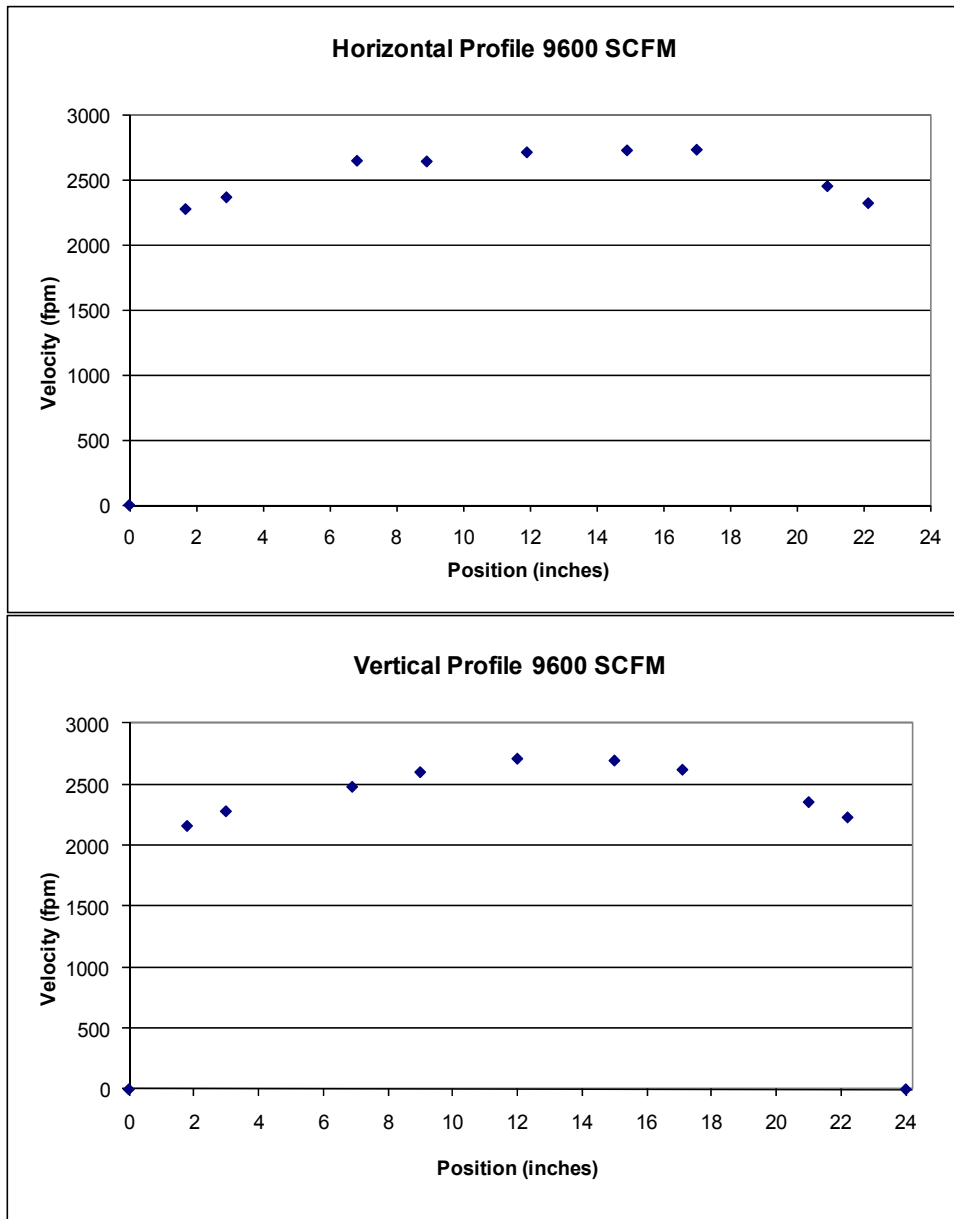 Horizontal Profile 9600 SCFM
3000
2500
2000
1500
1000
500
0
Velocity (fpm)
0 2 4 6 8 10 12 14 16 18 20 22 24
Position (inches)
Vertical Profile 9600 SCFM
3000
2500
2000
1500
1000
500
0
Velocity (fpm)
0 2 4 6 8 10 12 14 16 18 20 22 24
Position (inches)